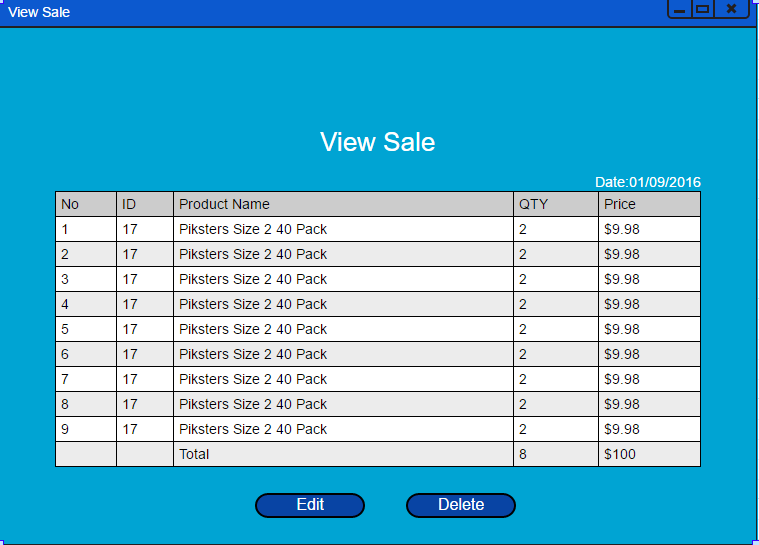 View Sale
View Sale
Date:01/09/2016
No ID Product Name QTY Price
1 17 Piksters Size 2 40 Pack 2 $9.98
2 17 Piksters Size 2 40 Pack 2 $9.98
3 17 Piksters Size 2 40 Pack 2 $9.98
4 17 Piksters Size 2 40 Pack 2 $9.98
5 17 Piksters Size 2 40 Pack 2 $9.98
6 17 Piksters Size 2 40 Pack 2 $9.98
7 17 Piksters Size 2 40 Pack 2 $9.98
8 17 Piksters Size 2 40 Pack 2 $9.98
9 17 Piksters Size 2 40 Pack 2 $9.98
Total 8 $100
Edit Delete